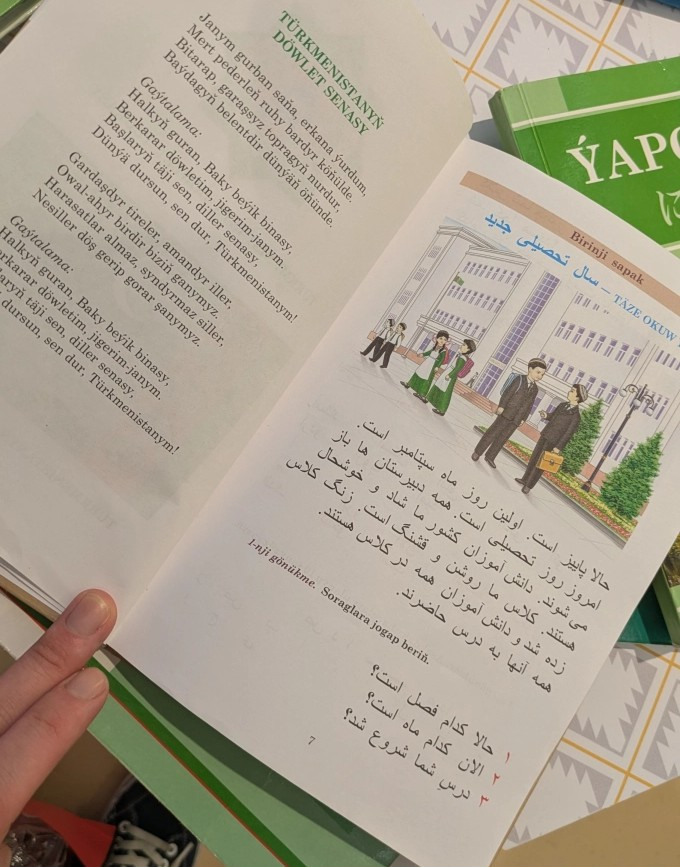 TÜRKMENISTANYŇ
DÖWLET SENASY
Janym gurban saňa, erkana ýurdum,
Mert pederleň ruhy bardyr köňülde.
Bitarap, garaşsyz topragyň nurdur,
Baýdagyň belentdir dünýäň öňünde.
Gaýtalama:
Halkyň guran, Baky beýik binasy,
Berkarar döwletim, jigerim-janym.
Başlaryň täji sen, diller senasy,
Dünýä dursun, sen dur, Türkmenistanym!
Gardaşdyr tireler, amandyr iller,
Owal-ahyr birdir biziň ganymyz.
Harasatlar almaz, syndyrmaz siller,
Nesiller döş gerip gorar şanymyz.
Gaýtalama:
Halkyň guran, Baky beýik binasy,
döwletim, jigerim-janym.
täji sen, diller senasy,
dursun, sen dur, Türkmenistanym!
Birinji sapak
سال تحصیلی جدید – TÄZE OKUW
حالا پاییز است. اولین روز ماه سپتامبر است.
امروز روز تحصیلی است. همه دبیرستان ها باز
می شوند. دانش آموزان کشور ما شاد و خوشحال
هستند. کلاس ما روشن و قشنگ است. زنگ کلاس
زده شد و دانش آموزان همه در کلاس هستند.
همه آنها به درس حاضرند.
1-nji gönükme. Soraglara jogap beriň.
۱ حالا کدام فصل است؟
۲ الان کدام ماه است؟
۳ درسِ شما شروع شد؟
7
ÝAPO
に